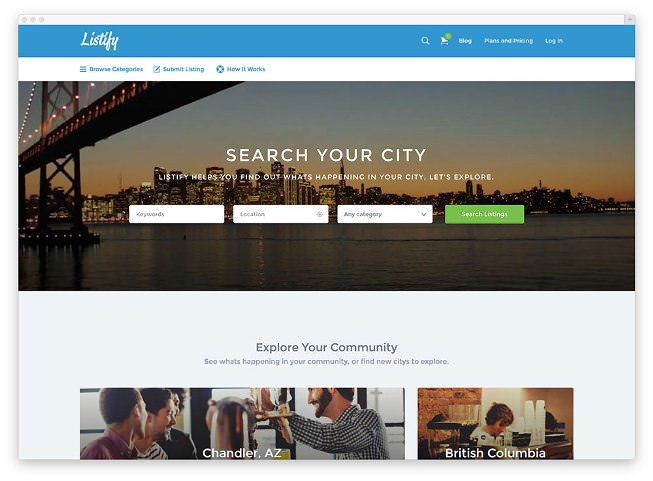 Listify
Blog Plans and Pricing Log In
Browse Categories Submit Listing How It Works
SEARCH YOUR CITY
LISTIFY HELPS YOU FIND OUT WHATS HAPPENING IN YOUR CITY. LET'S EXPLORE.
Keywords Location Any category Search Listings
Explore Your Community
See whats happening in your community, or find new citys to explore.
Chandler, AZ British Columbia